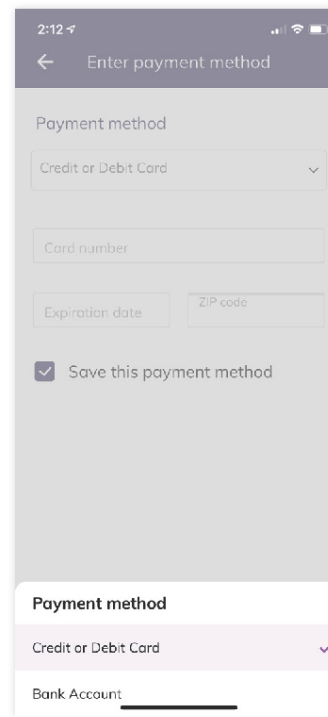 2:12
Enter payment method
Payment method
Credit or Debit Card
Card number
Expiration date
ZIP code
Save this payment method
Payment method
Credit or Debit Card
Bank Account